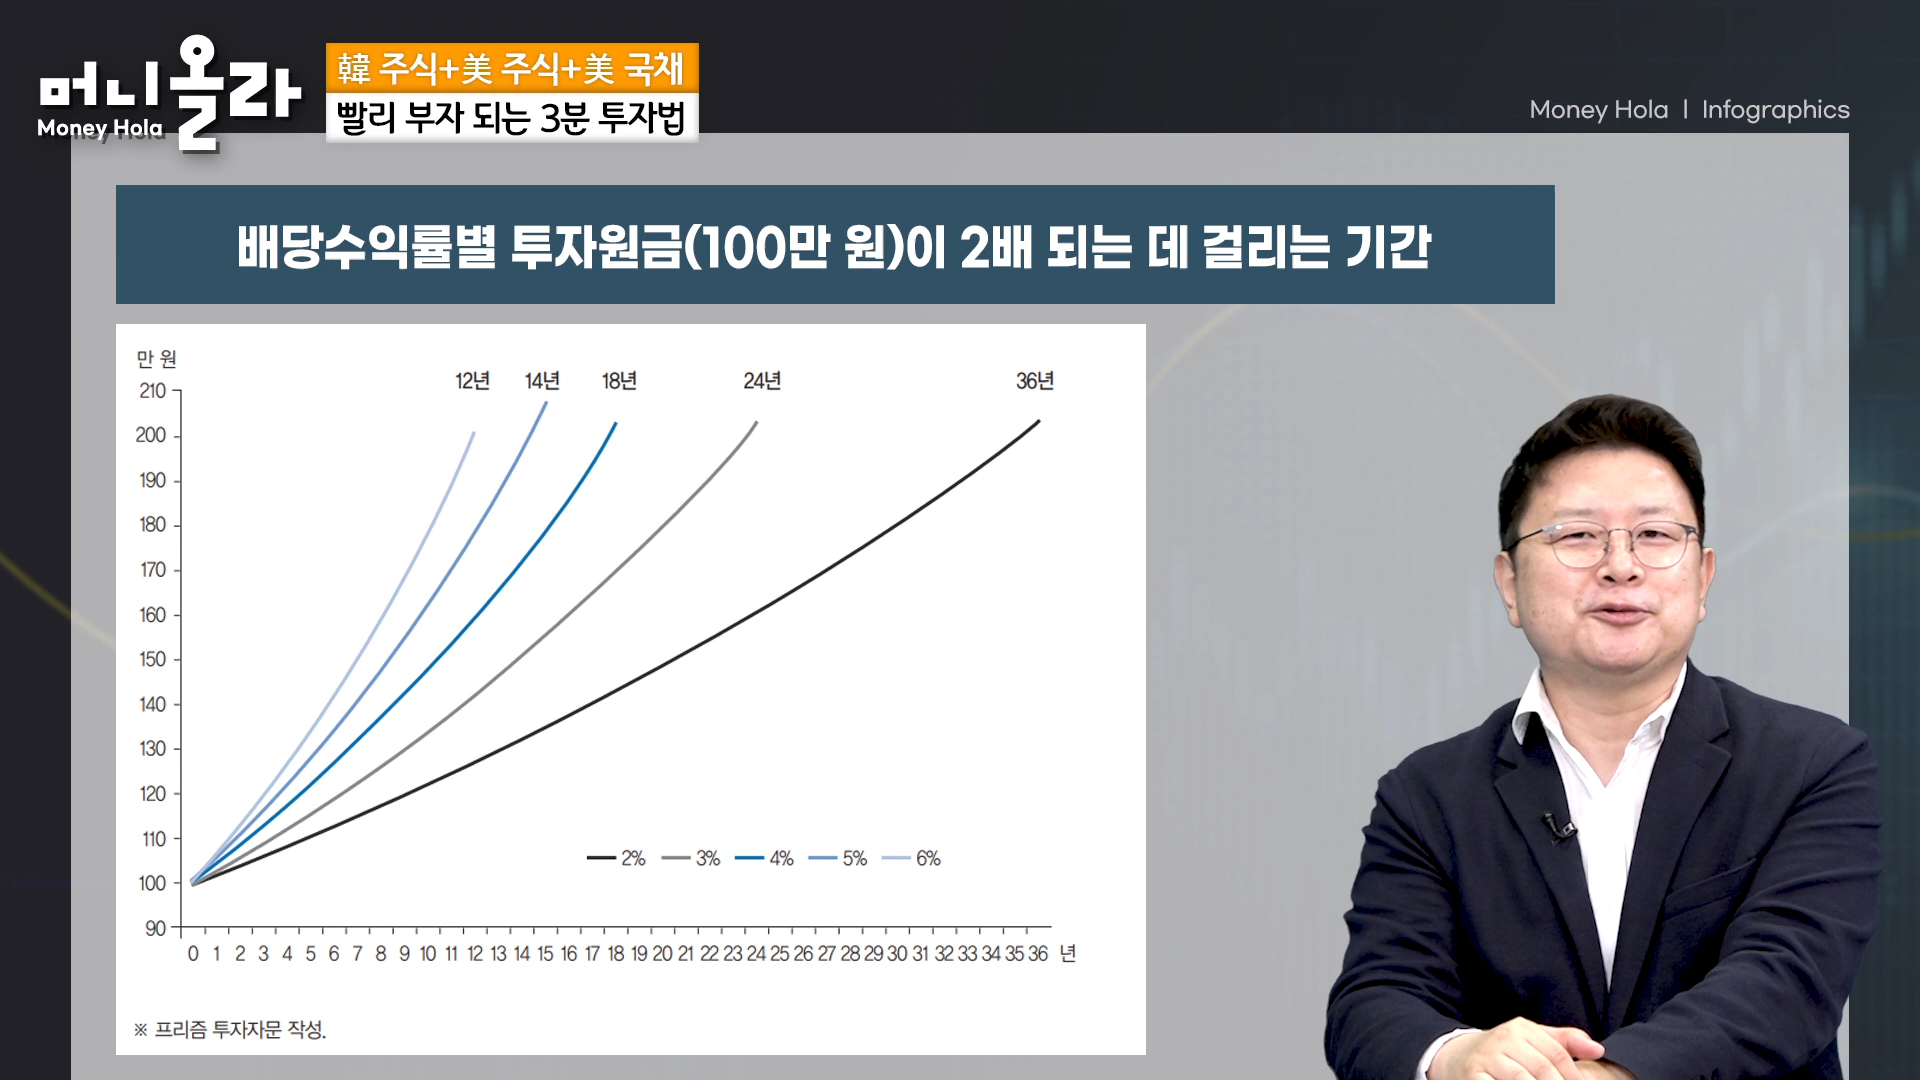 머니올라
Money Hola
韓 주식+美 주식+美 국채
빨리 부자 되는 3분 투자법
Money Hola | Infographics
배당수익률별 투자원금(100만 원)이 2배 되는 데 걸리는 기간
만 원
12년 14년 18년 24년 36년
210
200
190
180
170
160
150
140
130
120
110
100
90
2% 3% 4% 5% 6%
0 1 2 3 4 5 6 7 8 9 10 11 12 13 14 15 16 17 18 19 20 21 22 23 24 25 26 27 28 29 30 31 32 33 34 35 36 년
※ 프리즘 투자자문 작성.